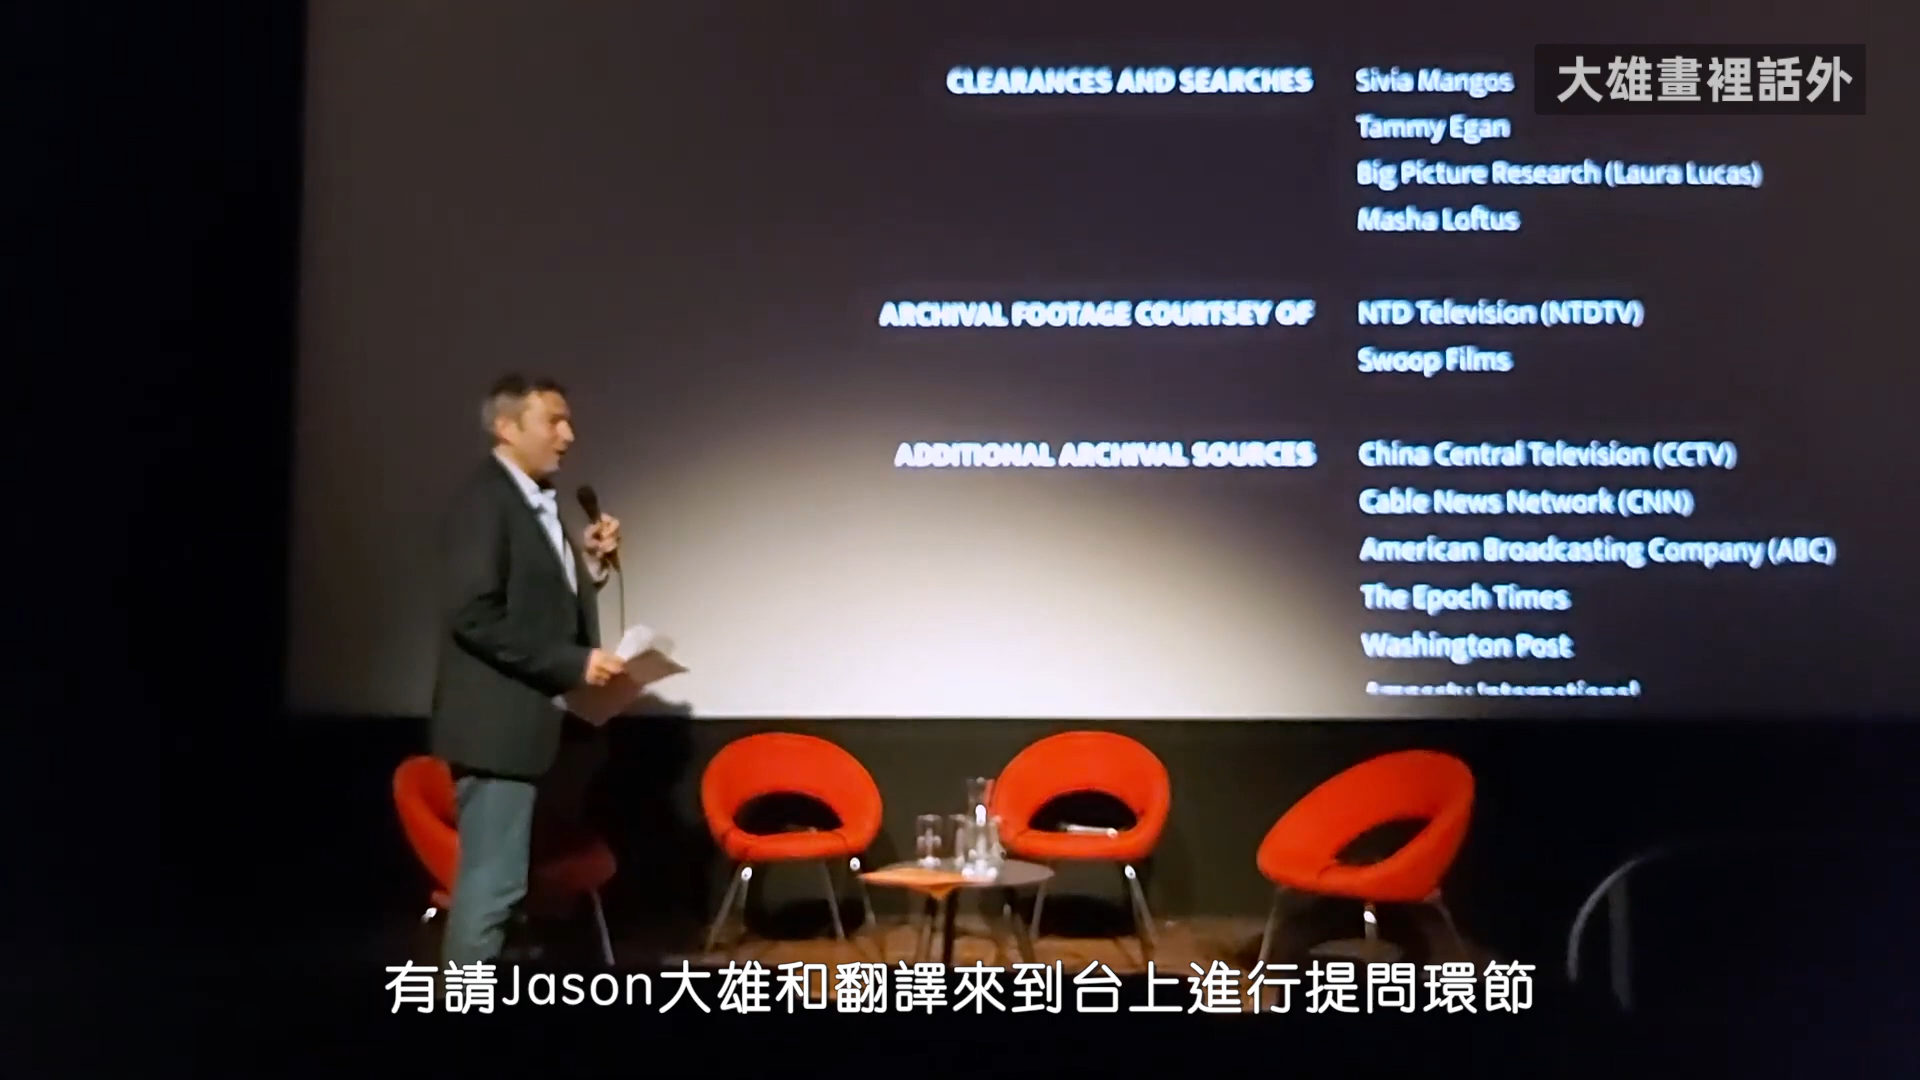 大雄畫裡話外
CLEARANCES AND SEARCHES
Sivia Mangos
Tammy Egan
Big Picture Research (Laura Lucas)
Masha Loftus
ARCHIVAL FOOTAGE COURTSEY OF
NTD Television (NTDTV)
Swoop Films
ADDITIONAL ARCHIVAL SOURCES
China Central Television (CCTV)
Cable News Network (CNN)
American Broadcasting Company (ABC)
The Epoch Times
Washington Post
有請Jason大雄和翻譯來到台上進行提問環節